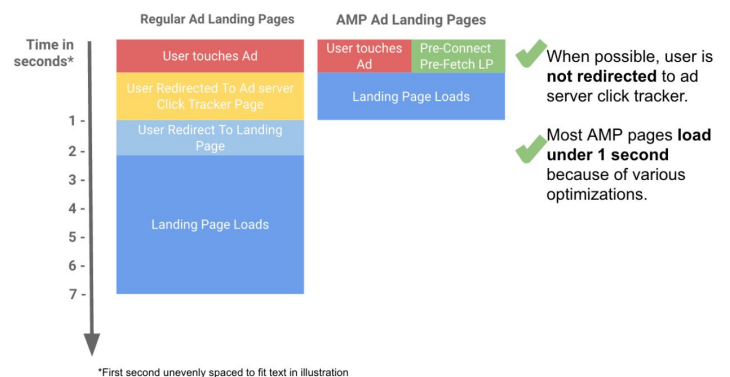 Regular Ad Landing Pages
AMP Ad Landing Pages
Time in
seconds*
User touches Ad
User touches
Ad
Pre-Connect
Pre-Fetch LP
User Redirected To Ad server
Click Tracker Page
Landing Page Loads
1 -
User Redirect To Landing
Page
2 -
3 -
4 -
Landing Page Loads
5 -
6 -
7 -
When possible, user is
not redirected to ad
server click tracker.
Most AMP pages load
under 1 second
because of various
optimizations.
*First second unevenly spaced to fit text in illustration